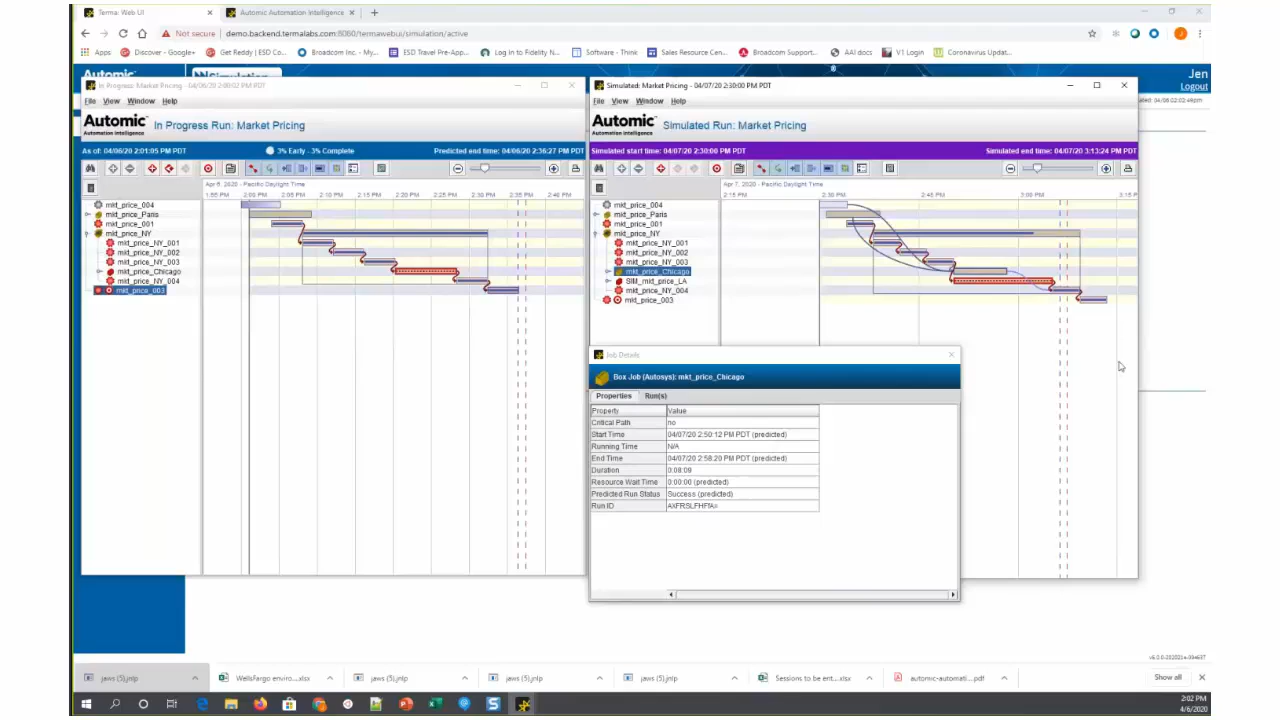 Terma: Web UI
Automic Automation Intelligence
Not secure | demo.backend.termalabs.com:8080/termawebui/simulation/active
Apps Discover - Google+ Get Reddy | ESD Co... Broadcom Inc. - My... ESD Travel Pre-App... Log In to Fidelity N... Software - Think Sales Resource Cen... Broadcom Support... AAI docs V1 Login Coronavirus Updat...
Automic Simulation
Jen
Logout
In Progress: Market Pricing - 04/06/20 2:00:02 PM PDT
File View Window Help
Automic
Automation Intelligence
In Progress Run: Market Pricing
As of: 04/06/20 2:01:05 PM PDT 3% Early - 3% Complete Predicted end time: 04/06/20 2:36:27 PM PDT
Apr 6, 2020 - Pacific Daylight Time
1:55 PM 2:00 PM 2:05 PM 2:10 PM 2:15 PM 2:20 PM 2:25 PM 2:30 PM 2:35 PM 2:40 PM
mkt_price_004
mkt_price_Paris
mkt_price_001
mkt_price_NY
mkt_price_NY_001
mkt_price_NY_002
mkt_price_NY_003
mkt_price_Chicago
mkt_price_NY_004
mkt_price_003
Simulated: Market Pricing - 04/07/20 2:30:00 PM PDT
File View Window Help
Automic
Automation Intelligence
Simulated Run: Market Pricing
Simulated start time: 04/07/20 2:30:00 PM PDT Simulated end time: 04/07/20 3:13:24 PM PDT
Apr 7, 2020 - Pacific Daylight Time
2:15 PM 2:30 PM 2:45 PM 3:00 PM 3:15 P
mkt_price_004
mkt_price_Paris
mkt_price_001
mkt_price_NY
mkt_price_NY_001
mkt_price_NY_002
mkt_price_NY_003
mkt_price_Chicago
SIM_mkt_price_LA
mkt_price_NY_004
mkt_price_003
Job Details
Box Job (Autosys): mkt_price_Chicago
Properties Run(s)
Property Value
Critical Path no
Start Time 04/07/20 2:50:12 PM PDT (predicted)
Running Time N/A
End Time 04/07/20 2:58:20 PM PDT (predicted)
Duration 0:08:09
Resource Wait Time 0:00:00 (predicted)
Predicted Run Status Success (predicted)
Run ID
jaws (5).jnlp WellsFargo enviro....xlsx jaws (5).jnlp jaws (5).jnlp jaws (5).jnlp Sessions to be ent....xlsx automic-automati....pdf Show all
2:02 PM
4/6/2020